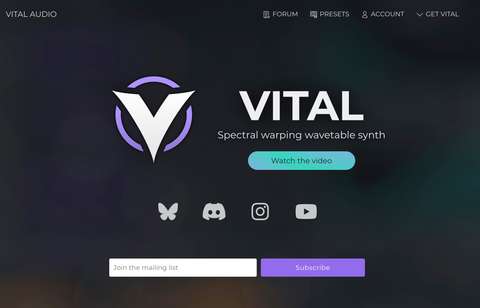 VITAL AUDIO
FORUM
PRESETS
ACCOUNT
GET VITAL
VITAL
Spectral warping wavetable synth
Watch the video
Join the mailing list
Subscribe